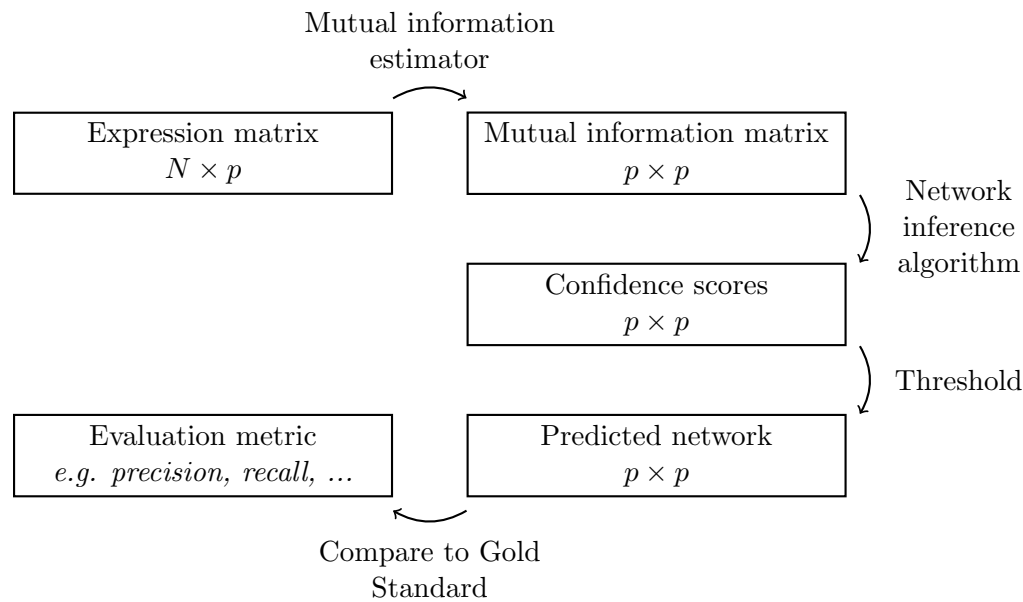 Mutual information
estimator
Expression matrix
N × p
Mutual information matrix
p × p
Network
inference
algorithm
Confidence scores
p × p
Threshold
Evaluation metric
e.g. precision, recall, ...
Predicted network
p × p
Compare to Gold
Standard